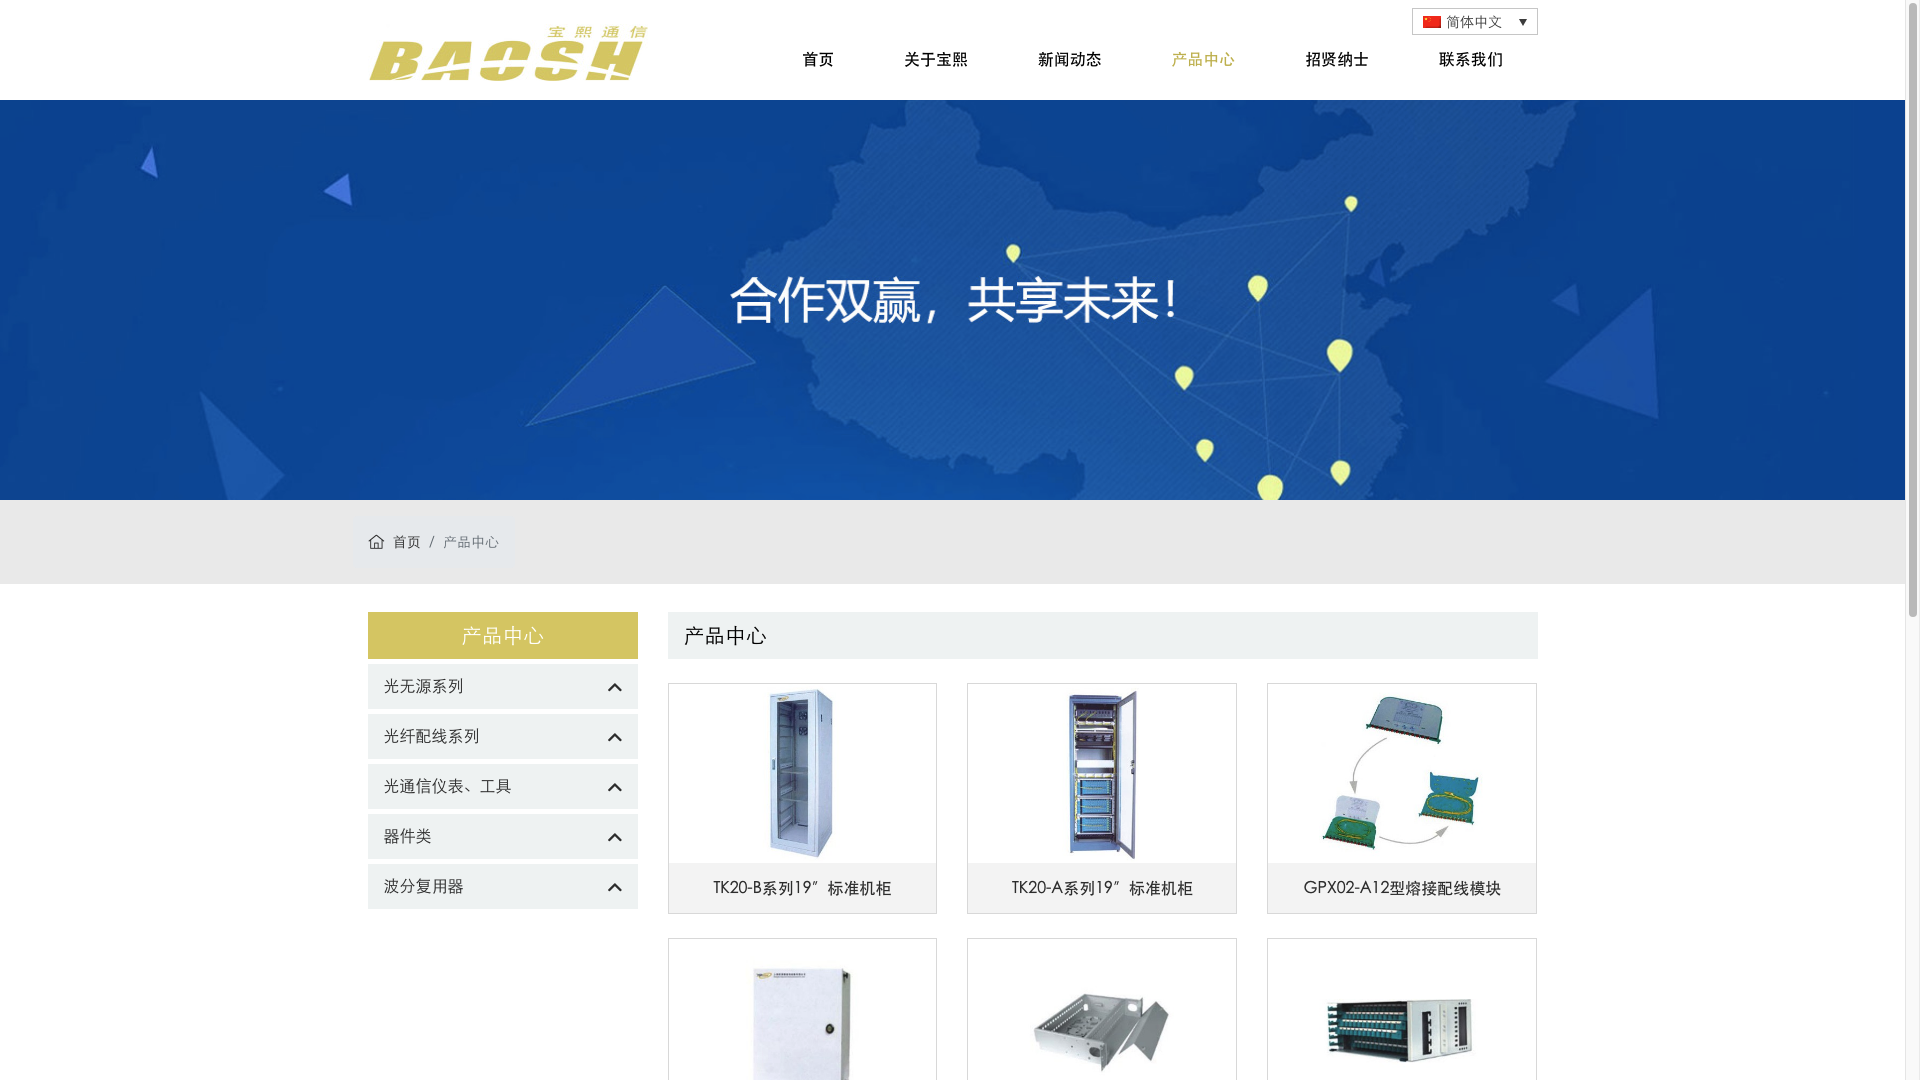 宝熙通信
BAOSH
简体中文
首页
关于宝熙
新闻动态
产品中心
招贤纳士
联系我们
合作双赢，共享未来！
首页 / 产品中心
产品中心
光无源系列
光纤配线系列
光通信仪表、工具
器件类
波分复用器
产品中心
TK20-B系列19”标准机柜
TK20-A系列19”标准机柜
GPX02-A12型熔接配线模块